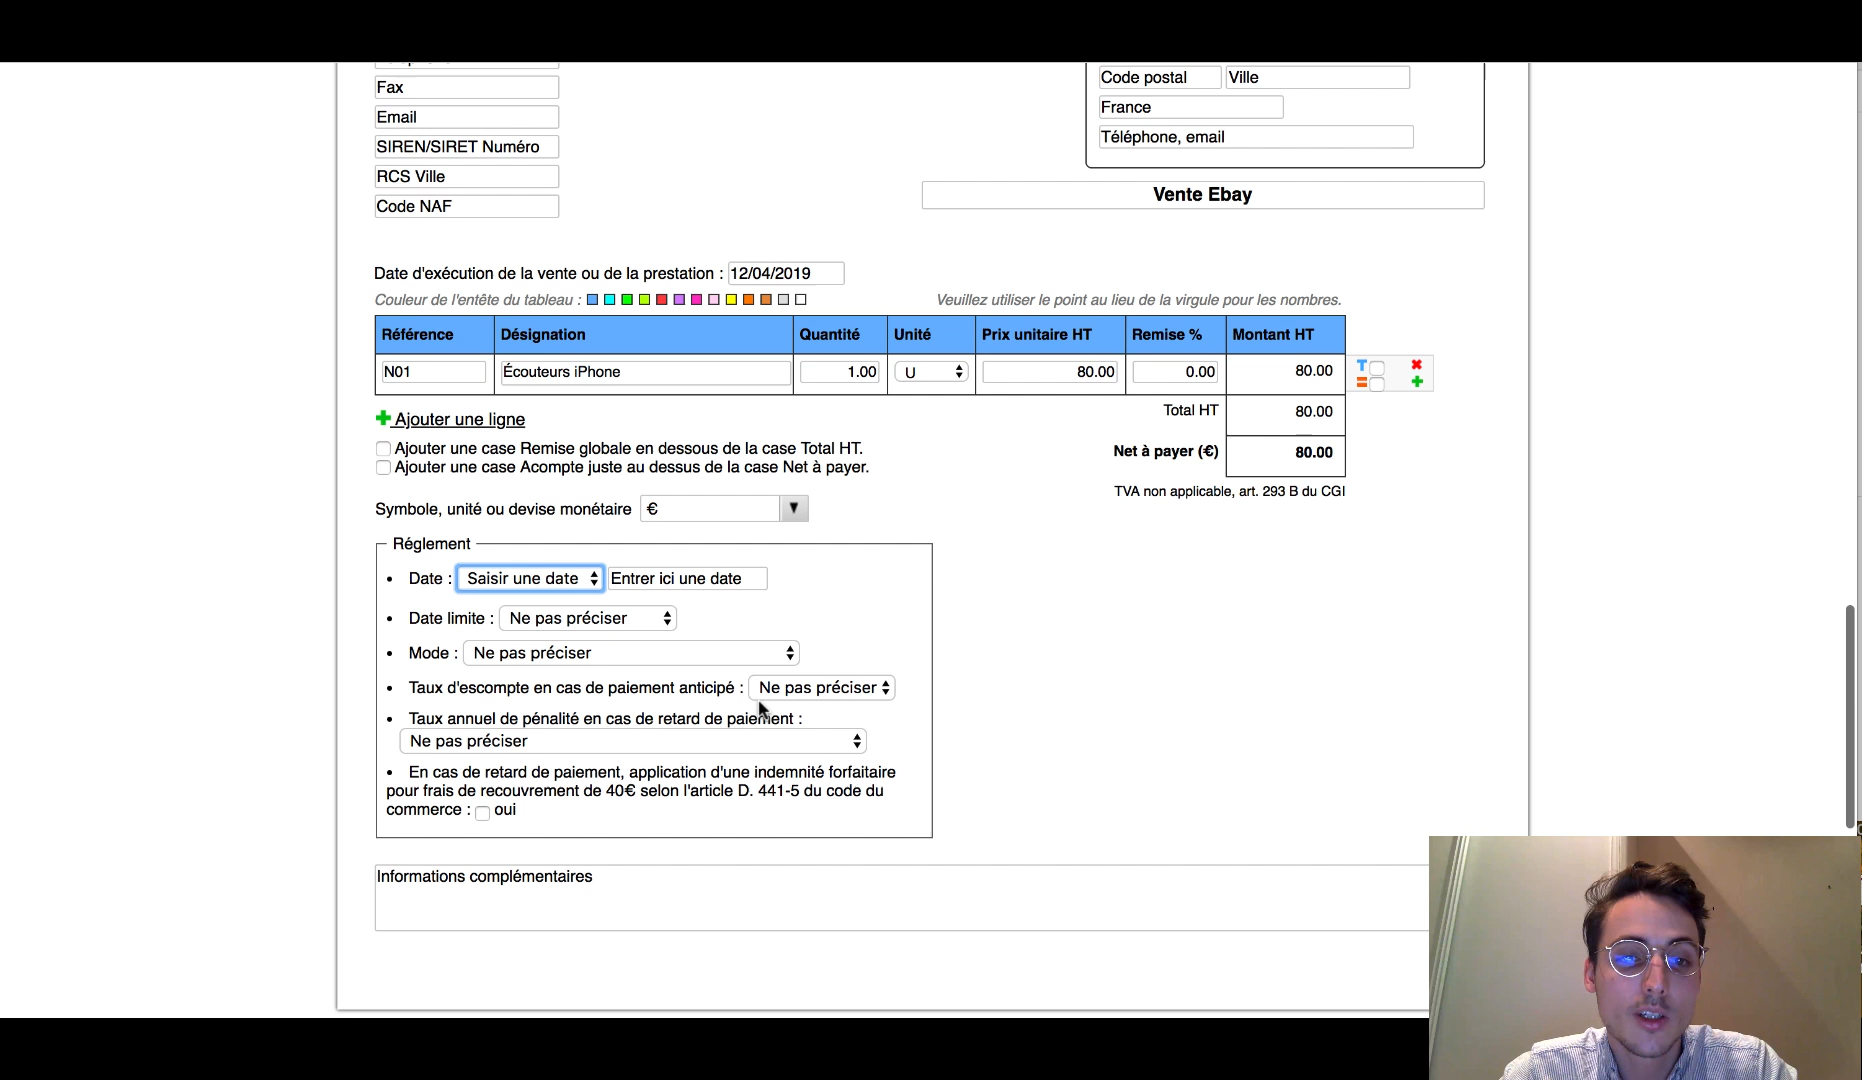 Fax
Email
SIREN/SIRET Numéro
RCS Ville
Code NAF
Code postal Ville
France
Téléphone, email
Vente Ebay
Date d'exécution de la vente ou de la prestation : 12/04/2019
Couleur de l'entête du tableau :
Veuillez utiliser le point au lieu de la virgule pour les nombres.
Référence Désignation Quantité Unité Prix unitaire HT Remise % Montant HT
N01 Écouteurs iPhone 1.00 U 80.00 0.00 80.00
Total HT 80.00
Net à payer (€) 80.00
TVA non applicable, art. 293 B du CGI
Ajouter une ligne
Ajouter une case Remise globale en dessous de la case Total HT.
Ajouter une case Acompte juste au dessus de la case Net à payer.
Symbole, unité ou devise monétaire €
Réglement
• Date : Saisir une date Entrer ici une date
• Date limite : Ne pas préciser
• Mode : Ne pas préciser
• Taux d'escompte en cas de paiement anticipé : Ne pas préciser
• Taux annuel de pénalité en cas de retard de paiement :
Ne pas préciser
• En cas de retard de paiement, application d'une indemnité forfaitaire
pour frais de recouvrement de 40€ selon l'article D. 441-5 du code du
commerce : oui
Informations complémentaires